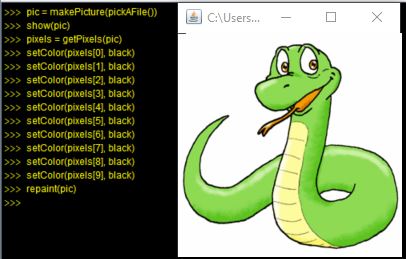 >>> pic = makePicture(pickAFile())
>>> show(pic)
>>> pixels = getPixels(pic)
>>> setColor(pixels[0], black)
>>> setColor(pixels[1], black)
>>> setColor(pixels[2], black)
>>> setColor(pixels[3], black)
>>> setColor(pixels[4], black)
>>> setColor(pixels[5], black)
>>> setColor(pixels[6], black)
>>> setColor(pixels[7], black)
>>> setColor(pixels[8], black)
>>> setColor(pixels[9], black)
>>> repaint(pic)
>>>
C:\Users...